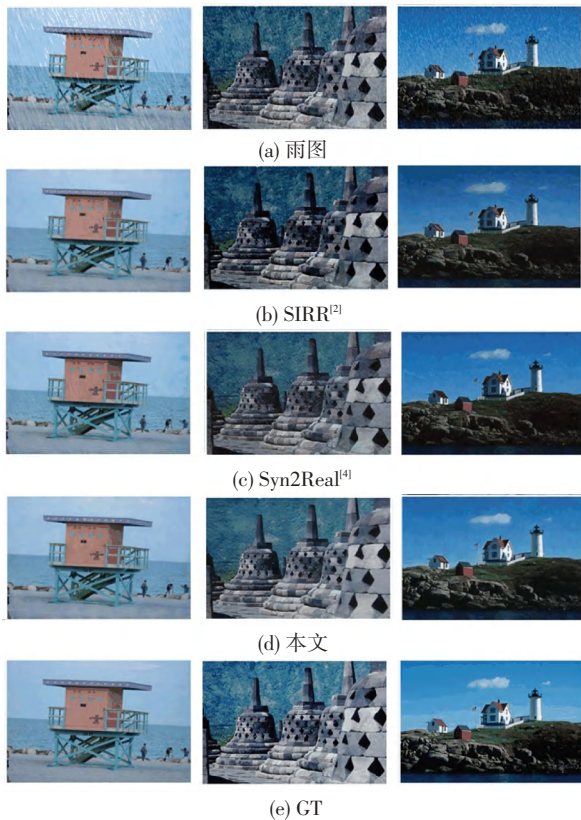 (a) 雨图
(b) SIRR[2]
(c) Syn2Real[4]
(d) 本文
(e) GT